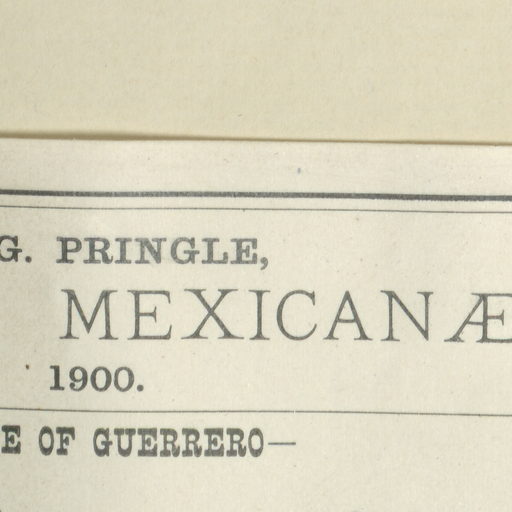 G. PRINGLE,
MEXICANÆ
1900.
E OF GUERRERO—